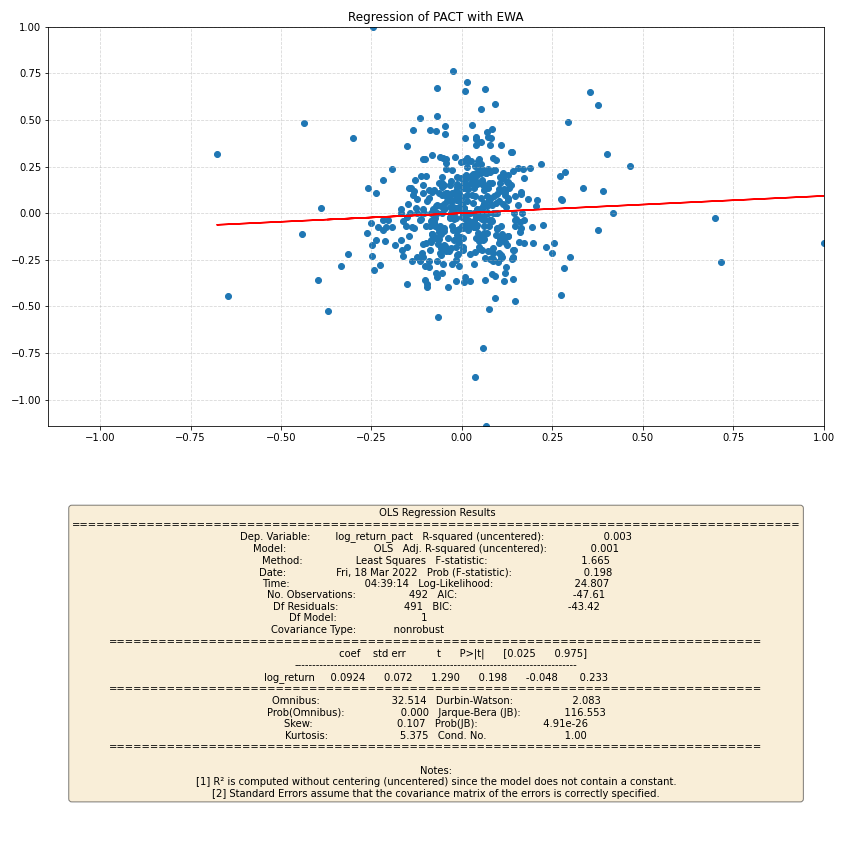 Regression of PACT with EWA
1.00
0.75
0.50
0.25
0.00
−0.25
−0.50
−0.75
−1.00
−1.00 −0.75 −0.50 −0.25 0.00 0.25 0.50 0.75 1.00
OLS Regression Results
==============================================================================
Dep. Variable: log_return_pact R-squared (uncentered): 0.003
Model: OLS Adj. R-squared (uncentered): 0.001
Method: Least Squares F-statistic: 1.665
Date: Fri, 18 Mar 2022 Prob (F-statistic): 0.198
Time: 04:39:14 Log-Likelihood: 24.807
No. Observations: 492 AIC: -47.61
Df Residuals: 491 BIC: -43.42
Df Model: 1
Covariance Type: nonrobust
==============================================================================
coef std err t P>|t| [0.025 0.975]
------------------------------------------------------------------------------
log_return 0.0924 0.072 1.290 0.198 -0.048 0.233
==============================================================================
Omnibus: 32.514 Durbin-Watson: 2.083
Prob(Omnibus): 0.000 Jarque-Bera (JB): 116.553
Skew: 0.107 Prob(JB): 4.91e-26
Kurtosis: 5.375 Cond. No. 1.00
==============================================================================
Notes:
[1] R² is computed without centering (uncentered) since the model does not contain a constant.
[2] Standard Errors assume that the covariance matrix of the errors is correctly specified.